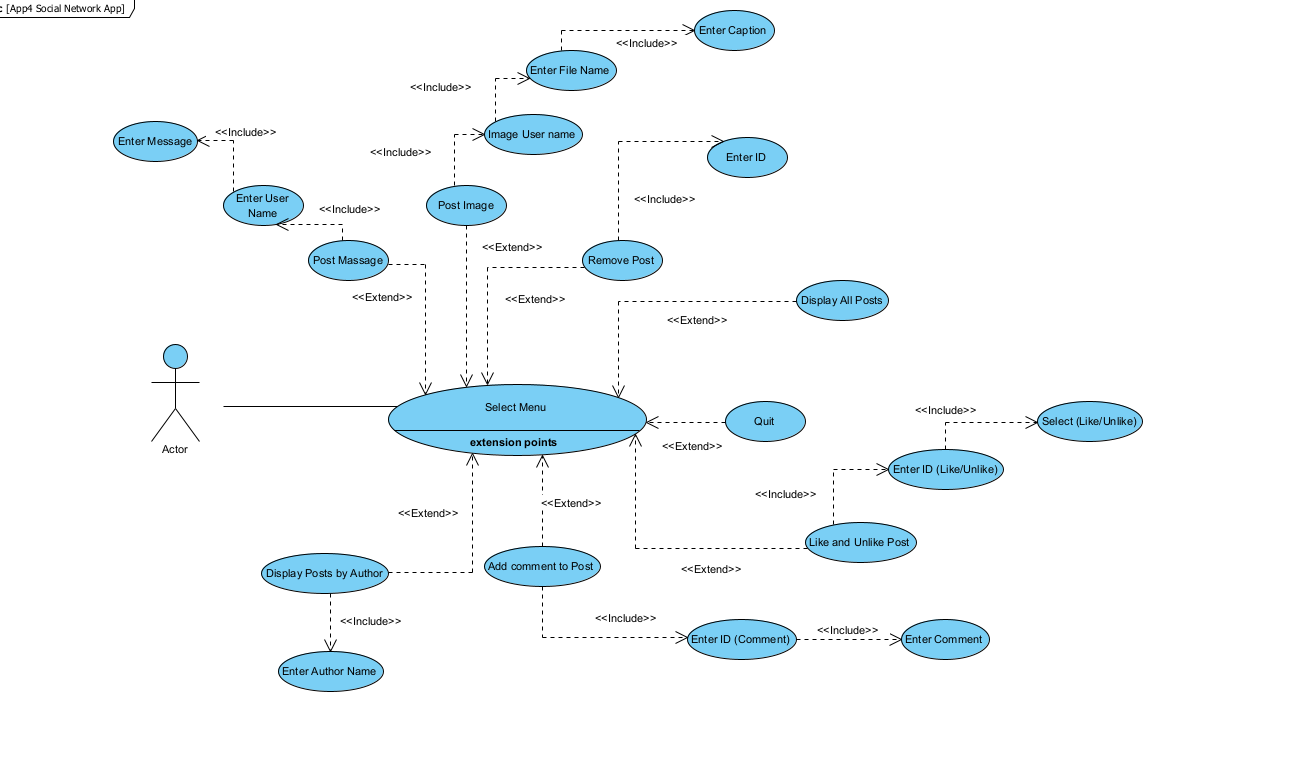 : [App4 Social Network App]
Enter Caption
<<Include>>
Enter File Name
<<Include>>
Enter Message
<<Include>>
Image User name
<<Include>>
Enter ID
Enter User
Name
<<Include>>
Post Image
<<Include>>
<<Extend>>
Post Massage
Remove Post
<<Extend>>
<<Extend>>
Display All Posts
<<Extend>>
Select Menu
extension points
Quit
<<Extend>>
<<Include>>
Select (Like/Unlike)
Actor
Enter ID (Like/Unlike)
<<Include>>
<<Extend>>
<<Extend>>
Like and Unlike Post
<<Extend>>
Display Posts by Author
Add comment to Post
<<Include>>
<<Include>>
<<Include>>
Enter ID (Comment)
Enter Comment
Enter Author Name